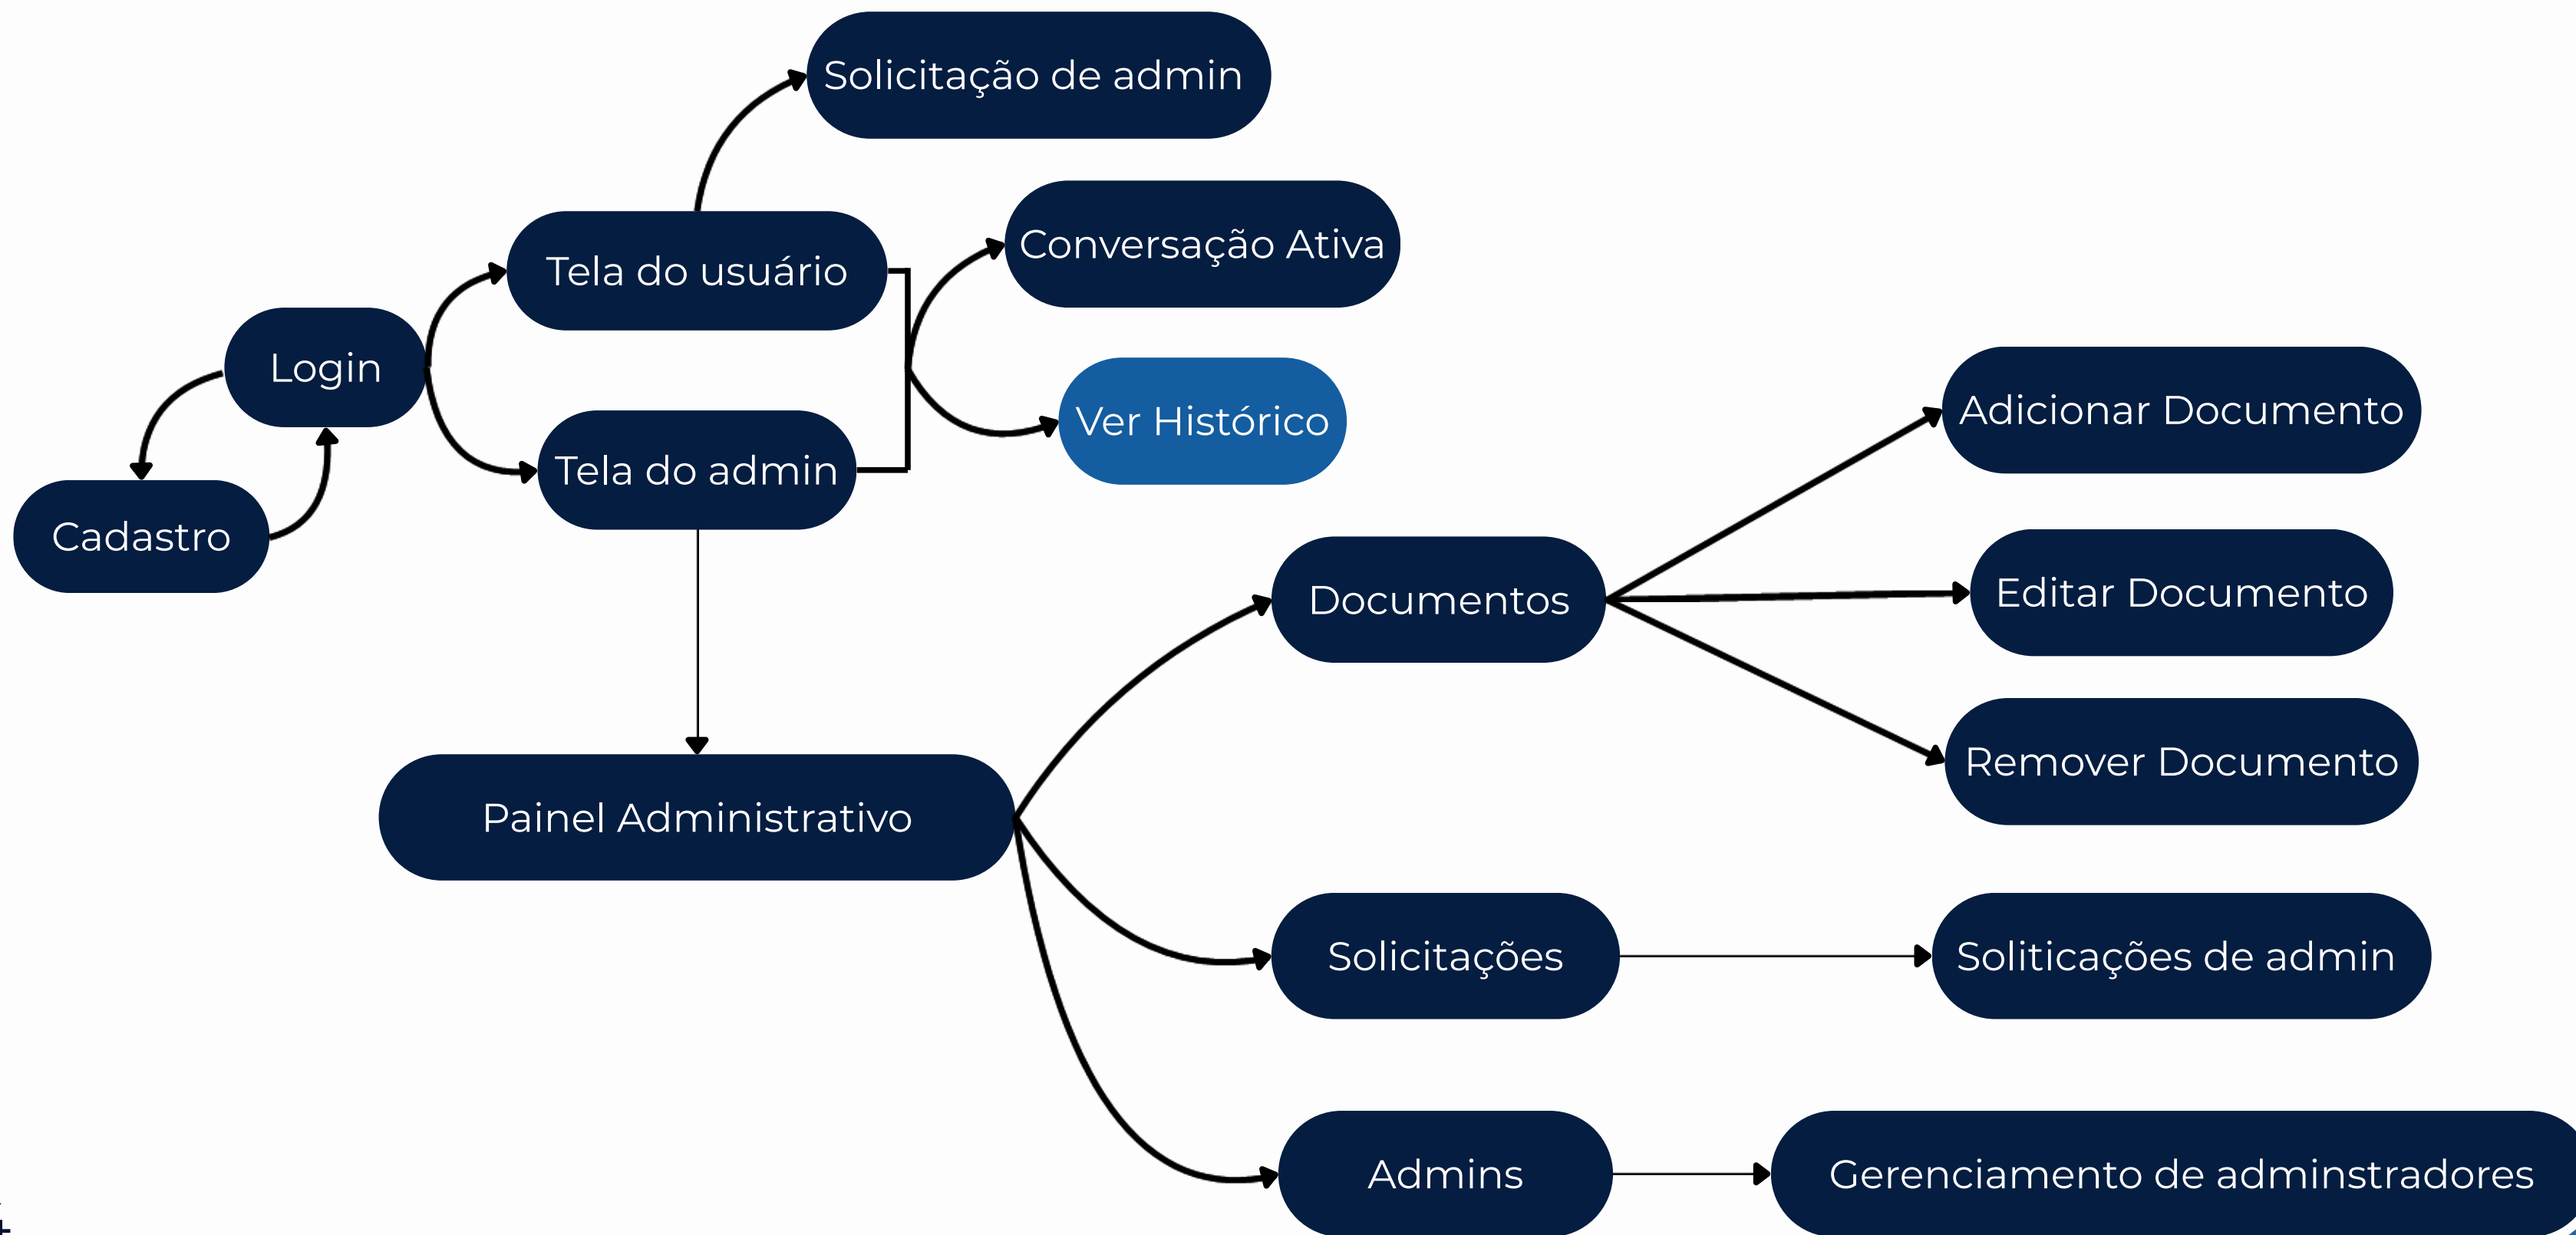 Solicitação de admin
Conversação Ativa
Tela do usuário
Login
Ver Histórico
Tela do admin
Cadastro
Adicionar Documento
Documentos
Editar Documento
Remover Documento
Painel Administrativo
Solicitações
Soliticações de admin
Admins
Gerenciamento de adminstradores